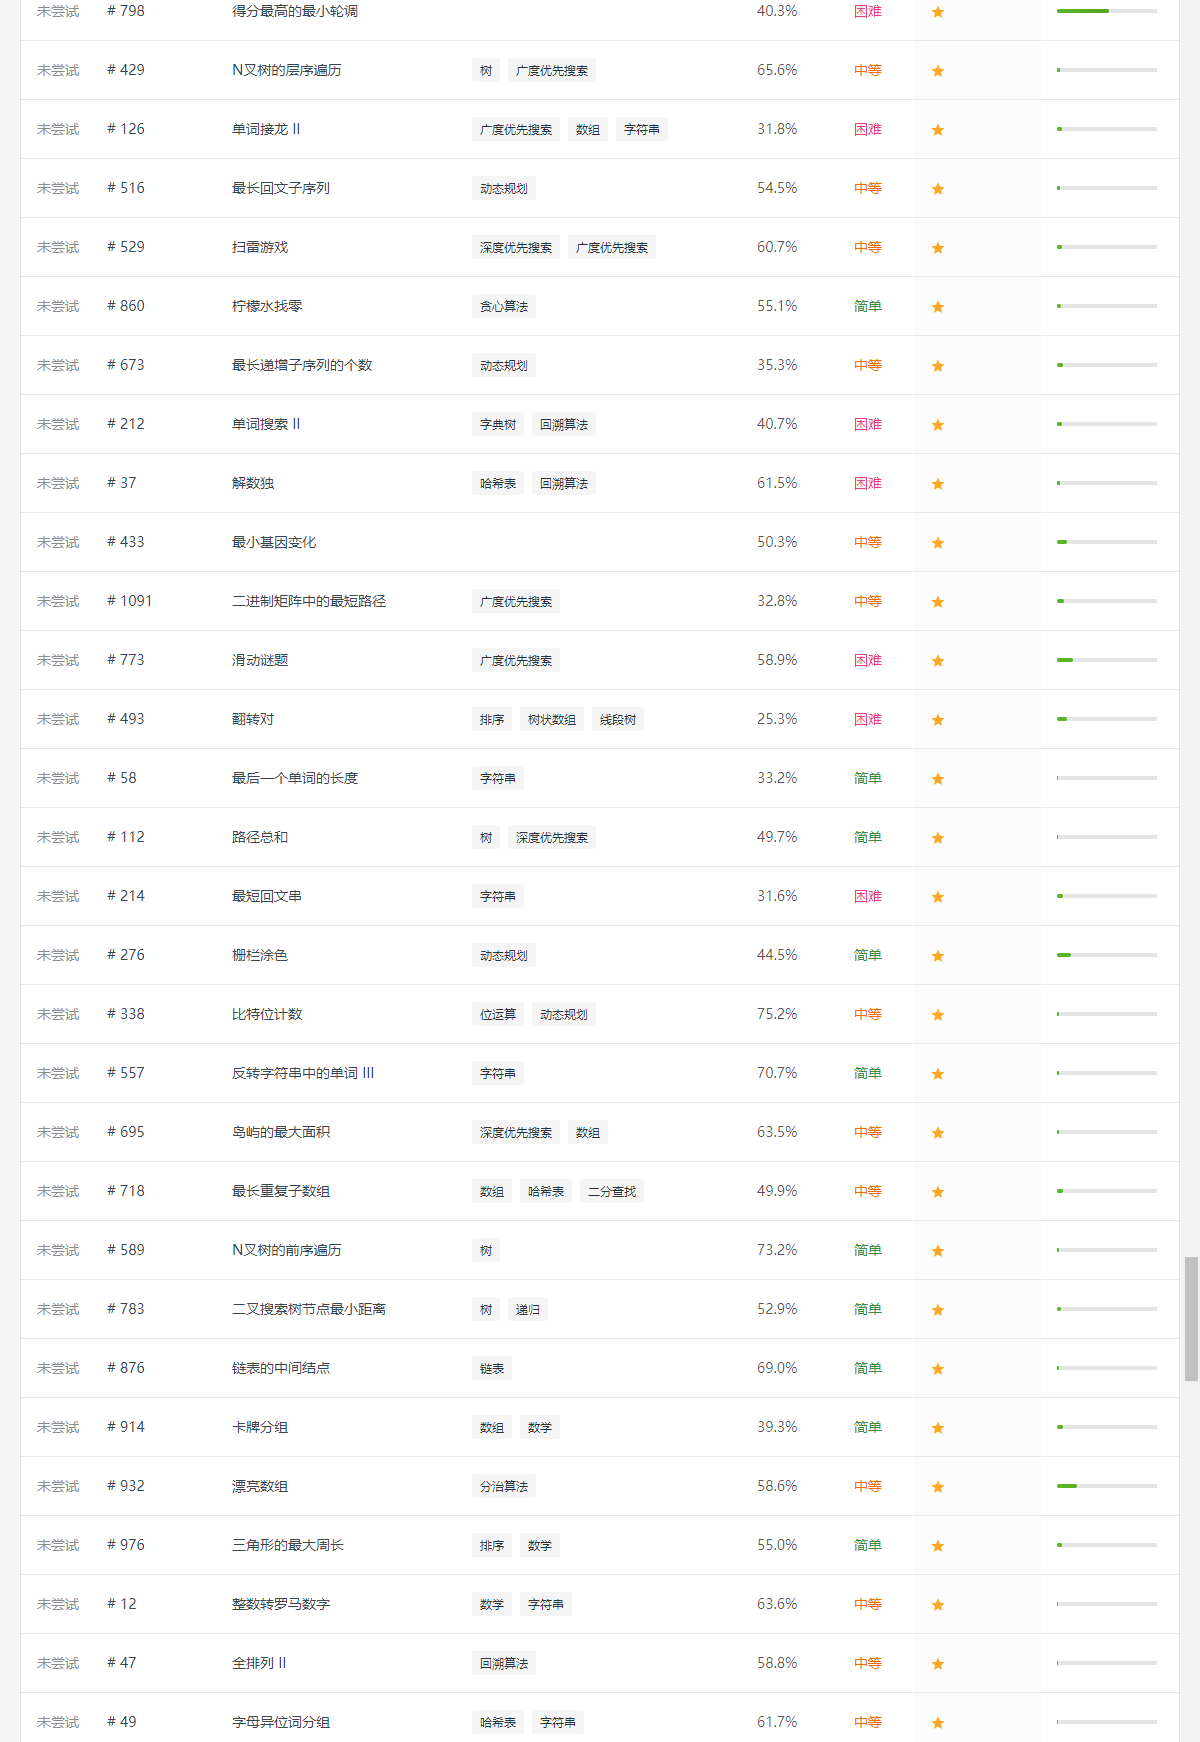 未尝试 # 798 得分最高的最小轮调 40.3% 困难
未尝试 # 429 N叉树的层序遍历 树 广度优先搜索 65.6% 中等
未尝试 # 126 单词接龙 II 广度优先搜索 数组 字符串 31.8% 困难
未尝试 # 516 最长回文子序列 动态规划 54.5% 中等
未尝试 # 529 扫雷游戏 深度优先搜索 广度优先搜索 60.7% 中等
未尝试 # 860 柠檬水找零 贪心算法 55.1% 简单
未尝试 # 673 最长递增子序列的个数 动态规划 35.3% 中等
未尝试 # 212 单词搜索 II 字典树 回溯算法 40.7% 困难
未尝试 # 37 解数独 哈希表 回溯算法 61.5% 困难
未尝试 # 433 最小基因变化 50.3% 中等
未尝试 # 1091 二进制矩阵中的最短路径 广度优先搜索 32.8% 中等
未尝试 # 773 滑动谜题 广度优先搜索 58.9% 困难
未尝试 # 493 翻转对 排序 树状数组 线段树 25.3% 困难
未尝试 # 58 最后一个单词的长度 字符串 33.2% 简单
未尝试 # 112 路径总和 树 深度优先搜索 49.7% 简单
未尝试 # 214 最短回文串 字符串 31.6% 困难
未尝试 # 276 栅栏涂色 动态规划 44.5% 简单
未尝试 # 338 比特位计数 位运算 动态规划 75.2% 中等
未尝试 # 557 反转字符串中的单词 III 字符串 70.7% 简单
未尝试 # 695 岛屿的最大面积 深度优先搜索 数组 63.5% 中等
未尝试 # 718 最长重复子数组 数组 哈希表 二分查找 49.9% 中等
未尝试 # 589 N叉树的前序遍历 树 73.2% 简单
未尝试 # 783 二叉搜索树节点最小距离 树 递归 52.9% 简单
未尝试 # 876 链表的中间结点 链表 69.0% 简单
未尝试 # 914 卡牌分组 数组 数学 39.3% 简单
未尝试 # 932 漂亮数组 分治算法 58.6% 中等
未尝试 # 976 三角形的最大周长 排序 数学 55.0% 简单
未尝试 # 12 整数转罗马数字 数学 字符串 63.6% 中等
未尝试 # 47 全排列 II 回溯算法 58.8% 中等
未尝试 # 49 字母异位词分组 哈希表 字符串 61.7% 中等